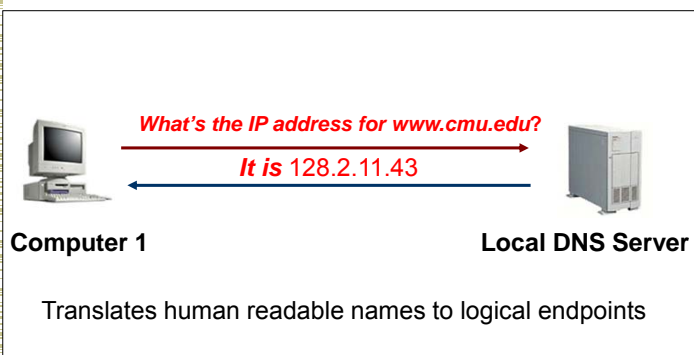 What's the IP address for www.cmu.edu?
It is 128.2.11.43
Computer 1
Local DNS Server
Translates human readable names to logical endpoints